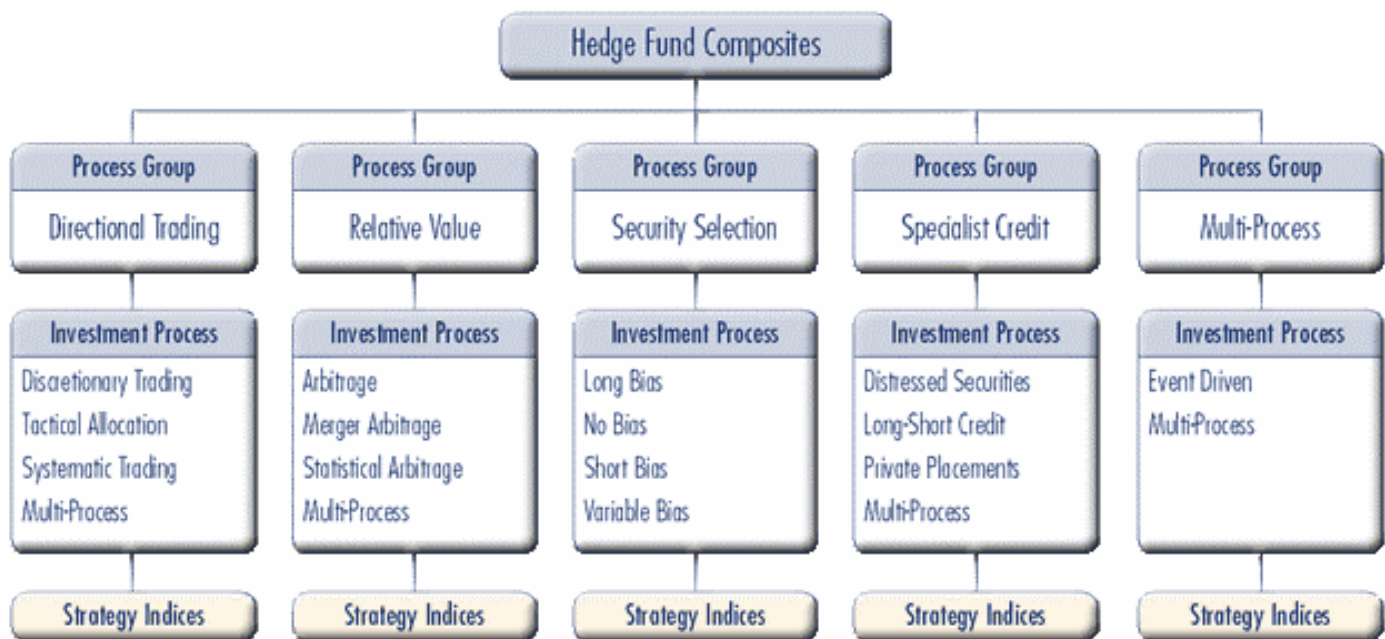 Hedge Fund Composites
Process Group
Directional Trading
Process Group
Relative Value
Process Group
Security Selection
Process Group
Specialist Credit
Process Group
Multi-Process
Investment Process
Discretionary Trading
Tactical Allocation
Systematic Trading
Multi-Process
Investment Process
Arbitrage
Merger Arbitrage
Statistical Arbitrage
Multi-Process
Investment Process
Long Bias
No Bias
Short Bias
Variable Bias
Investment Process
Distressed Securities
Long-Short Credit
Private Placements
Multi-Process
Investment Process
Event Driven
Multi-Process
Strategy Indices
Strategy Indices
Strategy Indices
Strategy Indices
Strategy Indices